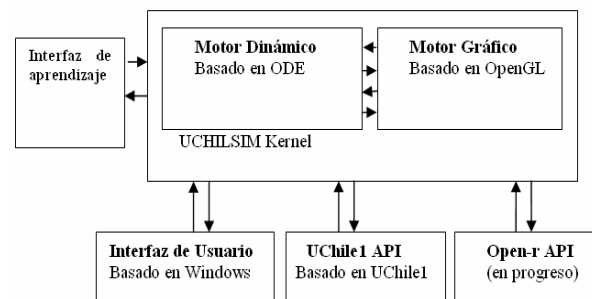 Interfaz de
aprendizaje
Motor Dinámico
Basado en ODE
Motor Gráfico
Basado en OpenGL
UCHILSIM Kernel
Interfaz de Usuario
Basado en Windows
UChile1 API
Basado en UChile1
Open-r API
(en progreso)